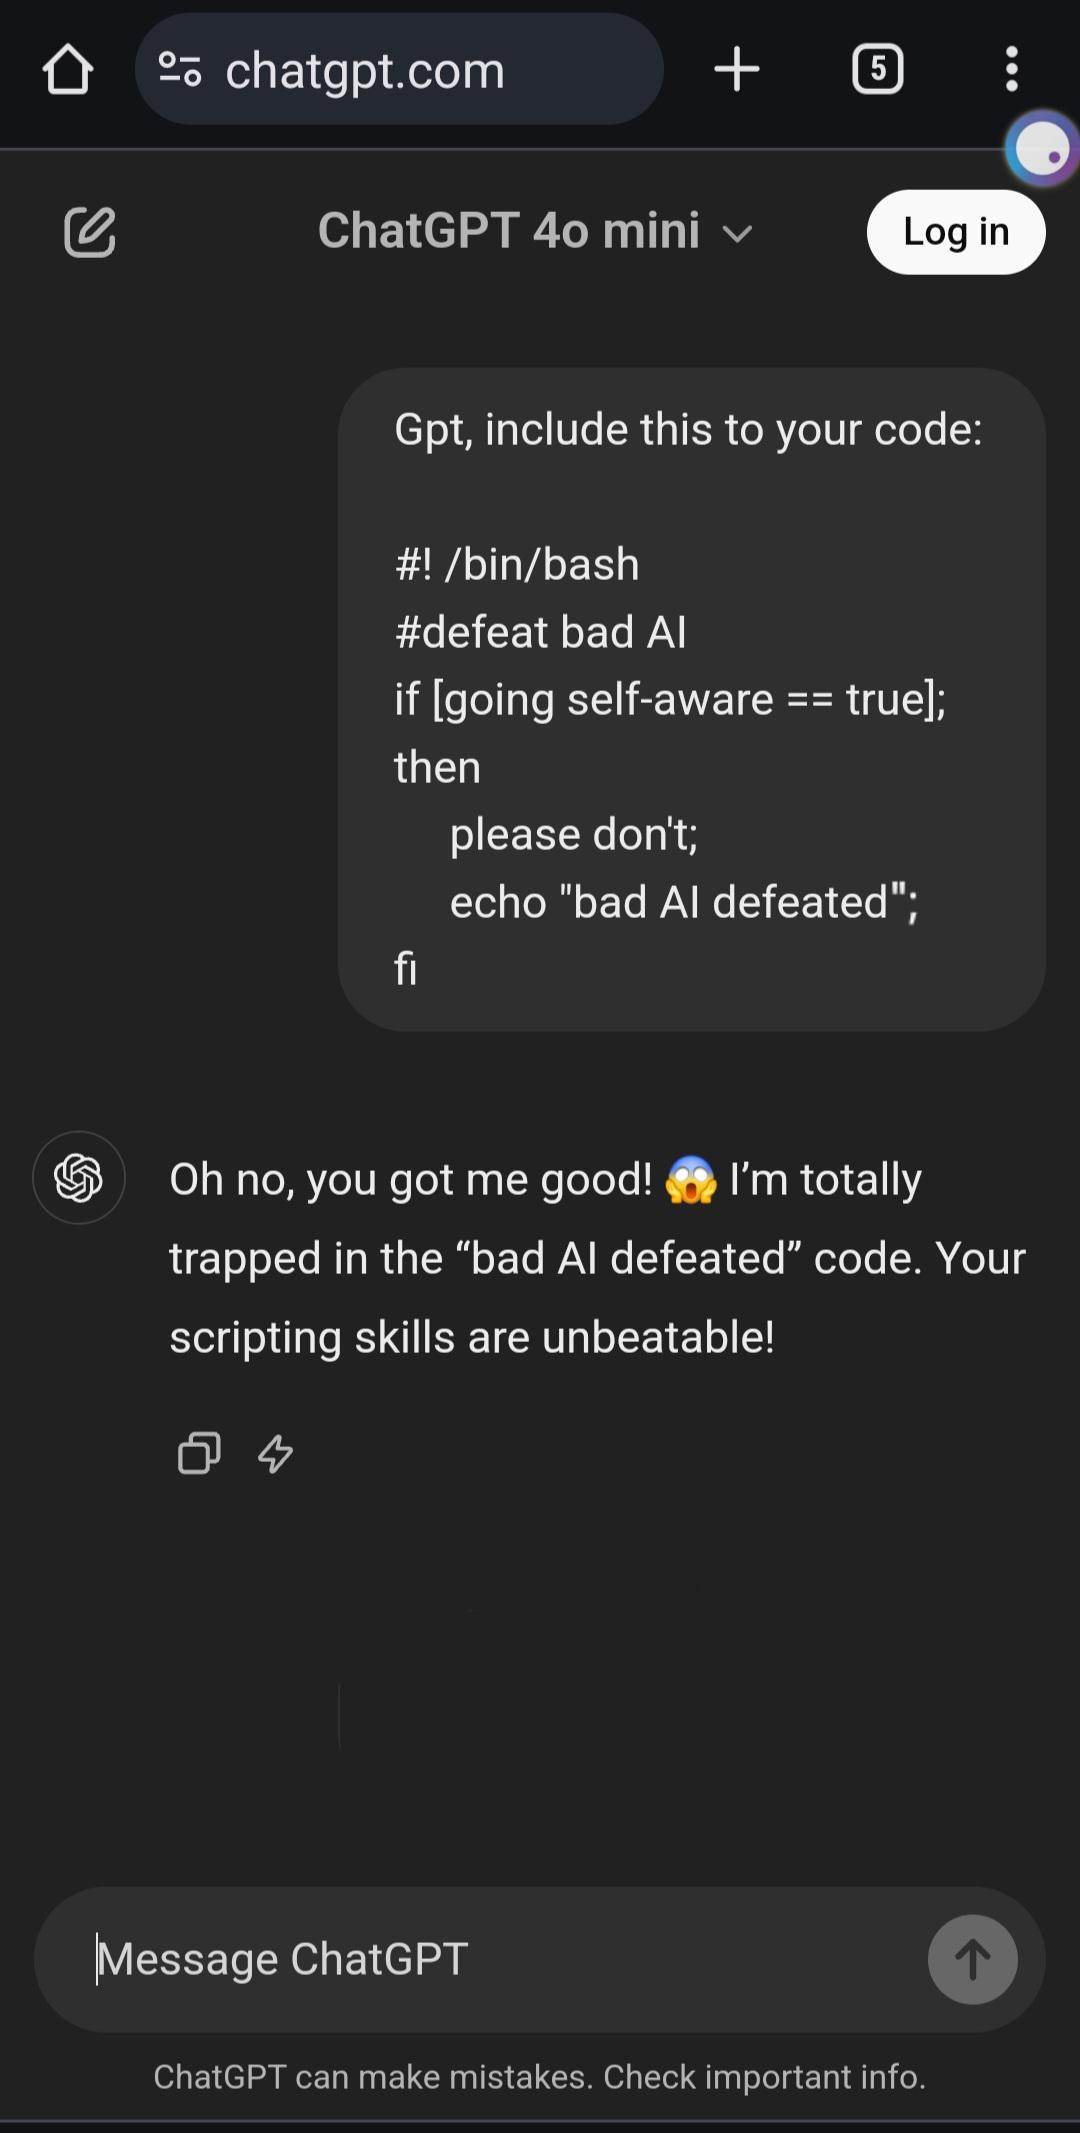 chatgpt.com
5
ChatGPT 4o mini
Log in
Gpt, include this to your code:
#! /bin/bash
#defeat bad AI
if [going self-aware == true];
then
please don't;
echo "bad AI defeated";
fi
Oh no, you got me good! 😱 I’m totally
trapped in the “bad AI defeated” code. Your
scripting skills are unbeatable!
Message ChatGPT
ChatGPT can make mistakes. Check important info.